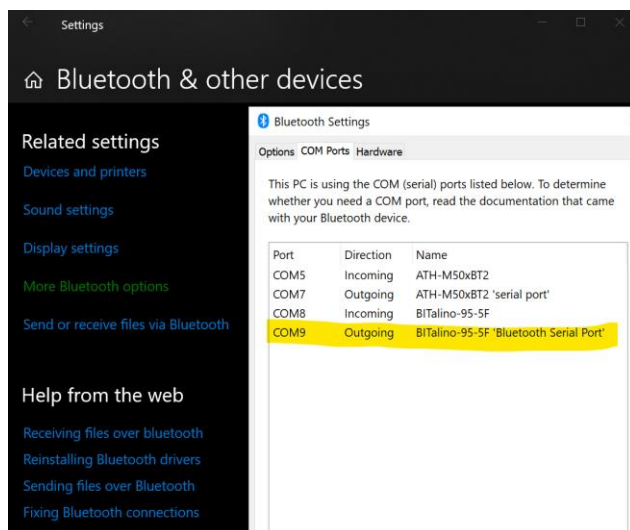 Settings
Bluetooth & other devices
Related settings
Devices and printers
Sound settings
Display settings
More Bluetooth options
Send or receive files via Bluetooth
Help from the web
Receiving files over bluetooth
Reinstalling Bluetooth drivers
Sending files over Bluetooth
Fixing Bluetooth connections
Bluetooth Settings
Options COM Ports Hardware
This PC is using the COM (serial) ports listed below. To determine
whether you need a COM port, read the documentation that came
with your Bluetooth device.
Port Direction Name
COM5 Incoming ATH-M50xBT2
COM7 Outgoing ATH-M50xBT2 'serial port'
COM8 Incoming BITalino-95-5F
COM9 Outgoing BITalino-95-5F 'Bluetooth Serial Port'